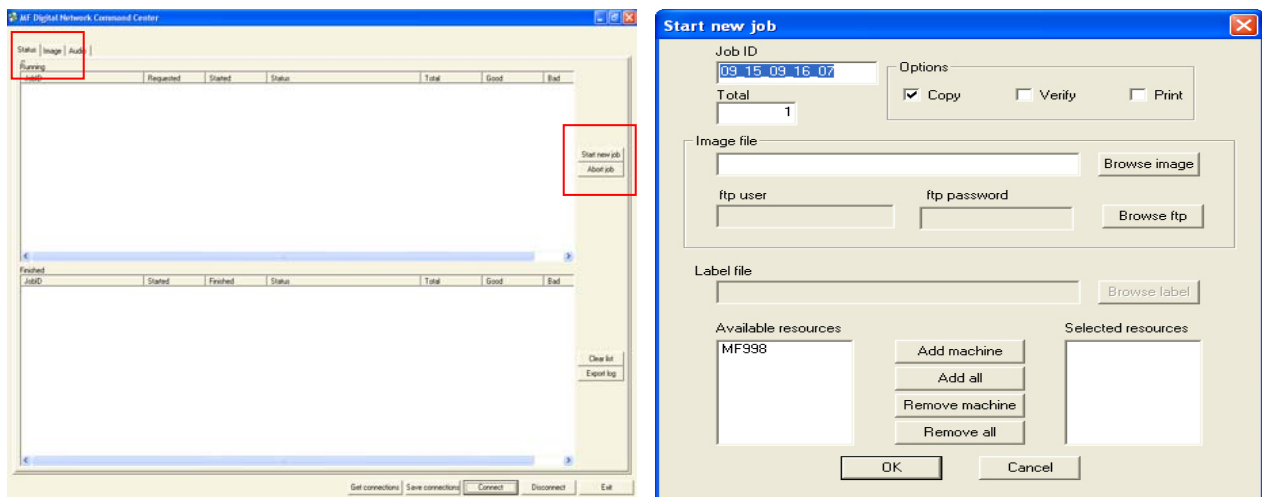 MF Digital Network Command Center
Status Image Audio
Running
JobID Requested Started Status Total Good Bad
Start new job
Abort job
Finished
JobID Started Finished Status Total Good Bad
Clear list
Export log
Get connections Save connections Connect Disconnect Exit
Start new job
Job ID
09_15_09_16_07
Options
Copy Verify Print
Total
1
Image file
Browse image
ftp user ftp password
Browse ftp
Label file
Browse label
Available resources Selected resources
MF998
Add machine
Add all
Remove machine
Remove all
OK Cancel